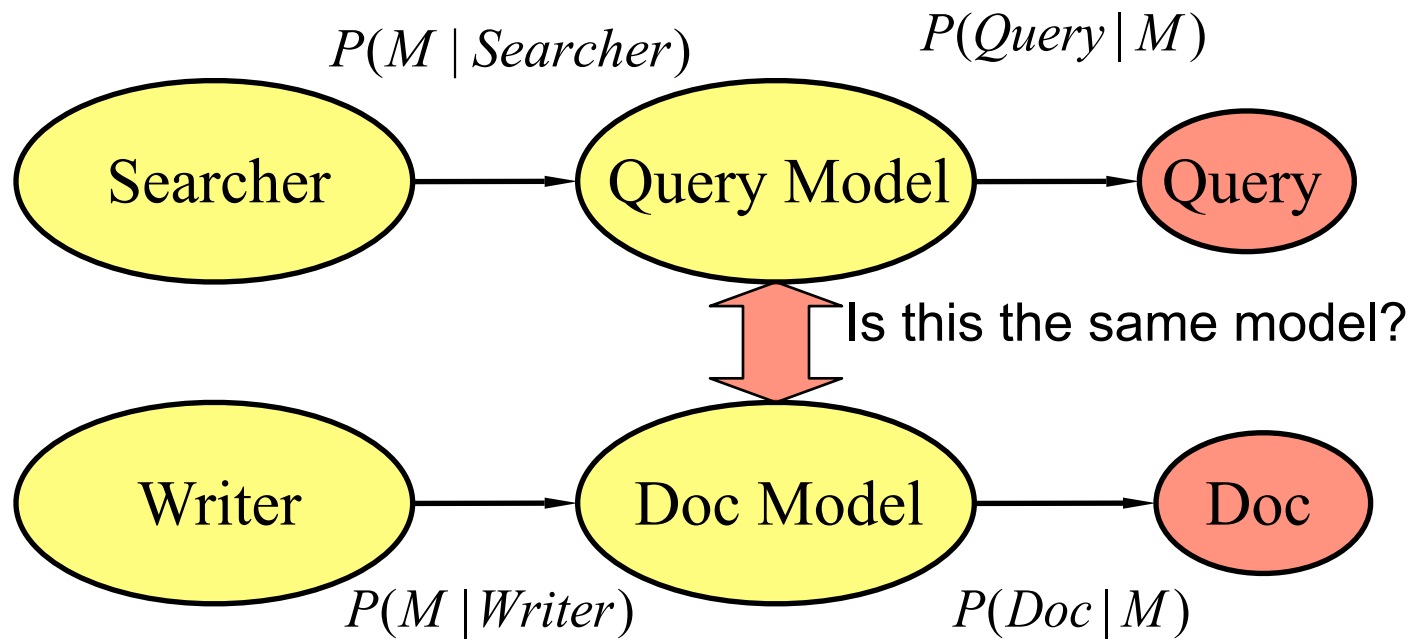 P(M | Searcher)
P(Query | M)
Searcher
Query Model
Query
Is this the same model?
Writer
Doc Model
Doc
P(M | Writer)
P(Doc | M)